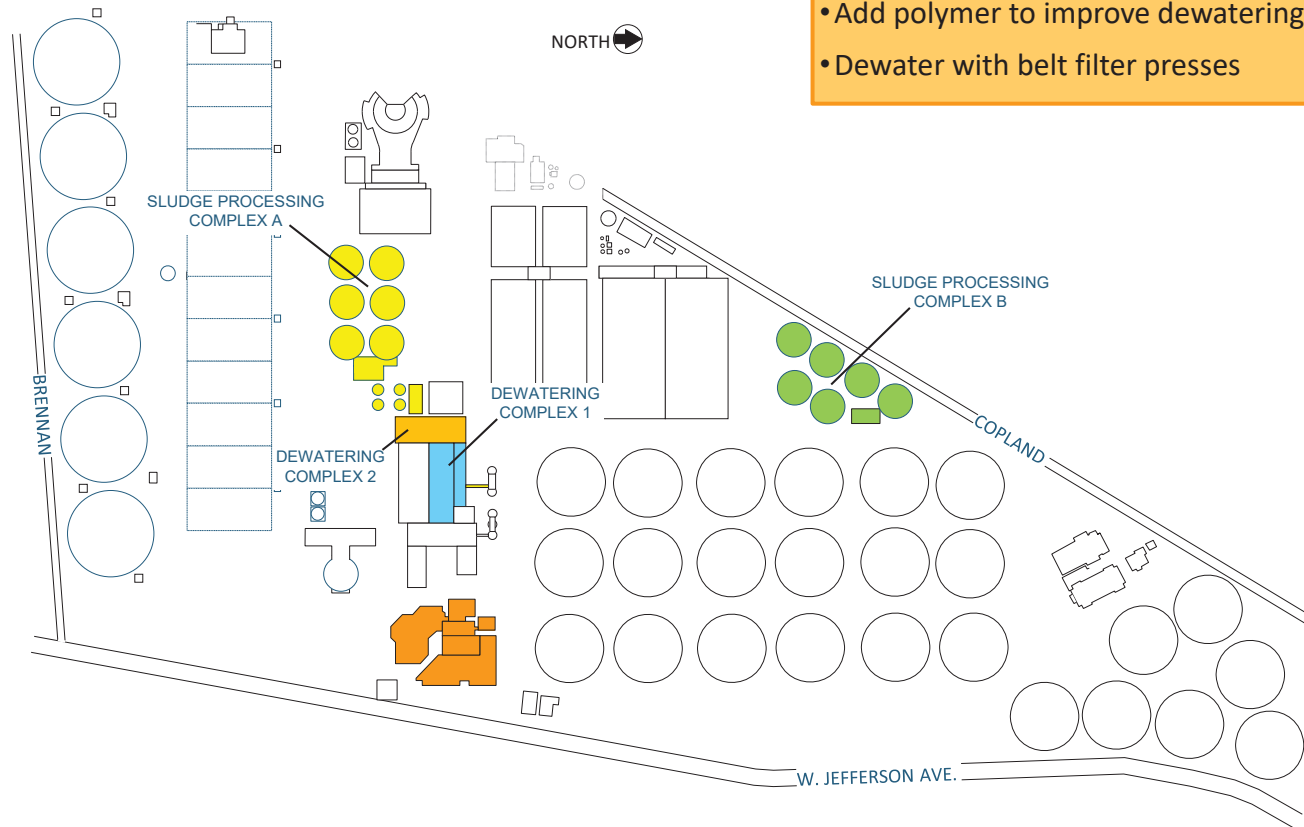 •Add polymer to improve dewatering
•Dewater with belt filter presses
NORTH
SLUDGE PROCESSING
COMPLEX A
SLUDGE PROCESSING
COMPLEX B
BRENNAN
DEWATERING
COMPLEX 1
COPLAND
DEWATERING
COMPLEX 2
W. JEFFERSON AVE.